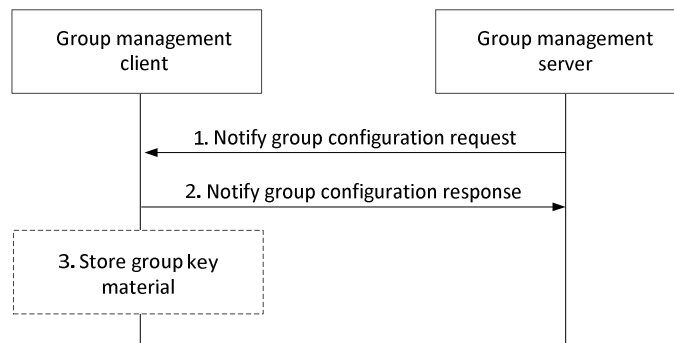 Group management
client
Group management
server
1. Notify group configuration request
2. Notify group configuration response
3. Store group key
material